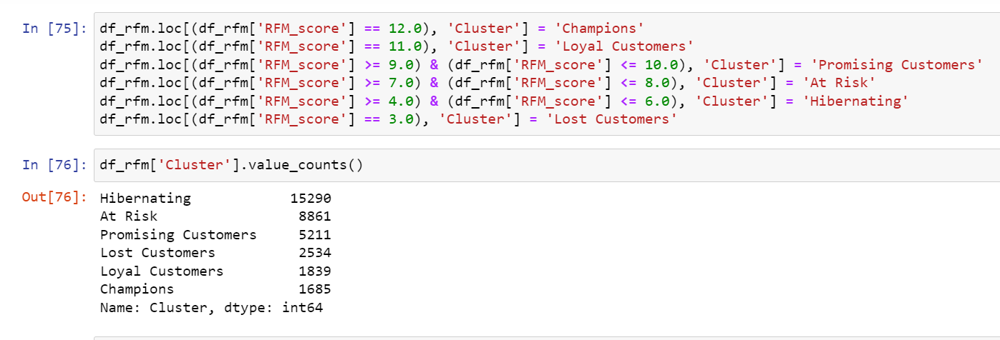 In [75]: df_rfm.loc[(df_rfm['RFM_score'] == 12.0), 'Cluster'] = 'Champions'
df_rfm.loc[(df_rfm['RFM_score'] == 11.0), 'Cluster'] = 'Loyal Customers'
df_rfm.loc[(df_rfm['RFM_score'] >= 9.0) & (df_rfm['RFM_score'] <= 10.0), 'Cluster'] = 'Promising Customers'
df_rfm.loc[(df_rfm['RFM_score'] >= 7.0) & (df_rfm['RFM_score'] <= 8.0), 'Cluster'] = 'At Risk'
df_rfm.loc[(df_rfm['RFM_score'] >= 4.0) & (df_rfm['RFM_score'] <= 6.0), 'Cluster'] = 'Hibernating'
df_rfm.loc[(df_rfm['RFM_score'] == 3.0), 'Cluster'] = 'Lost Customers'
In [76]: df_rfm['Cluster'].value_counts()
Out[76]: Hibernating 15290
At Risk 8861
Promising Customers 5211
Lost Customers 2534
Loyal Customers 1839
Champions 1685
Name: Cluster, dtype: int64